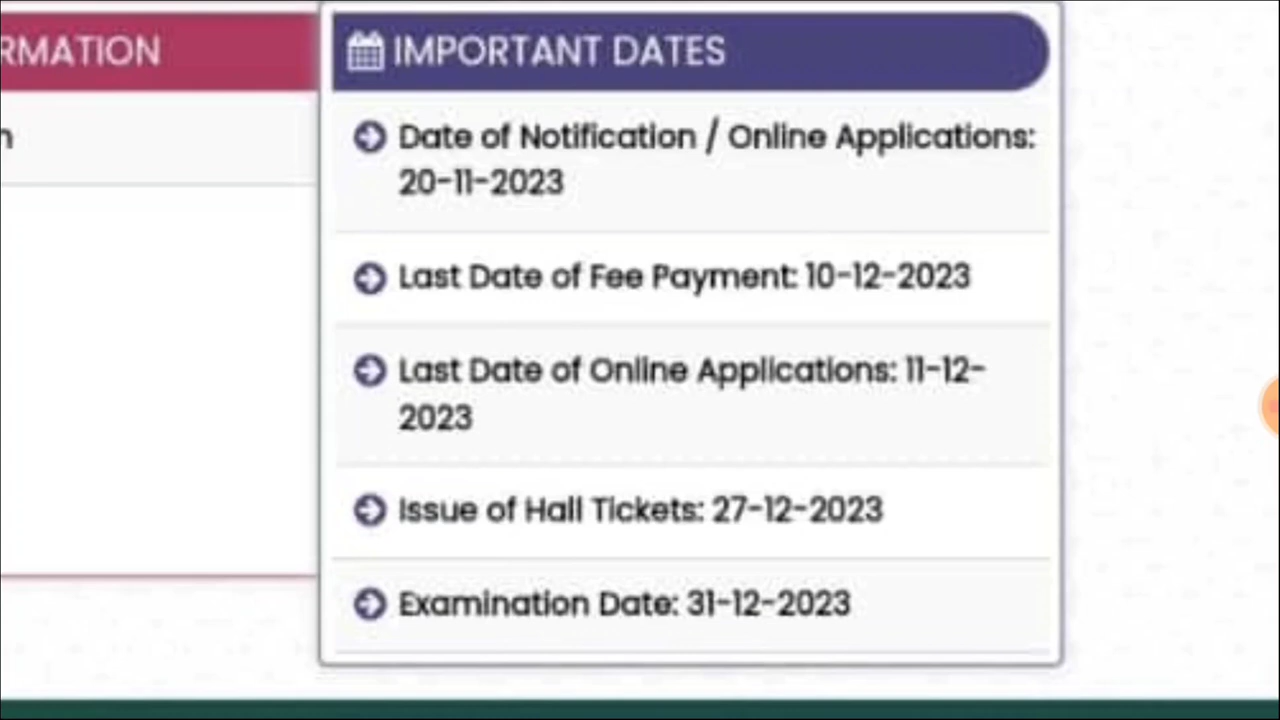 RMATION
n
IMPORTANT DATES
Date of Notification / Online Applications:
20-11-2023
Last Date of Fee Payment: 10-12-2023
Last Date of Online Applications: 11-12-
2023
Issue of Hall Tickets: 27-12-2023
Examination Date: 31-12-2023